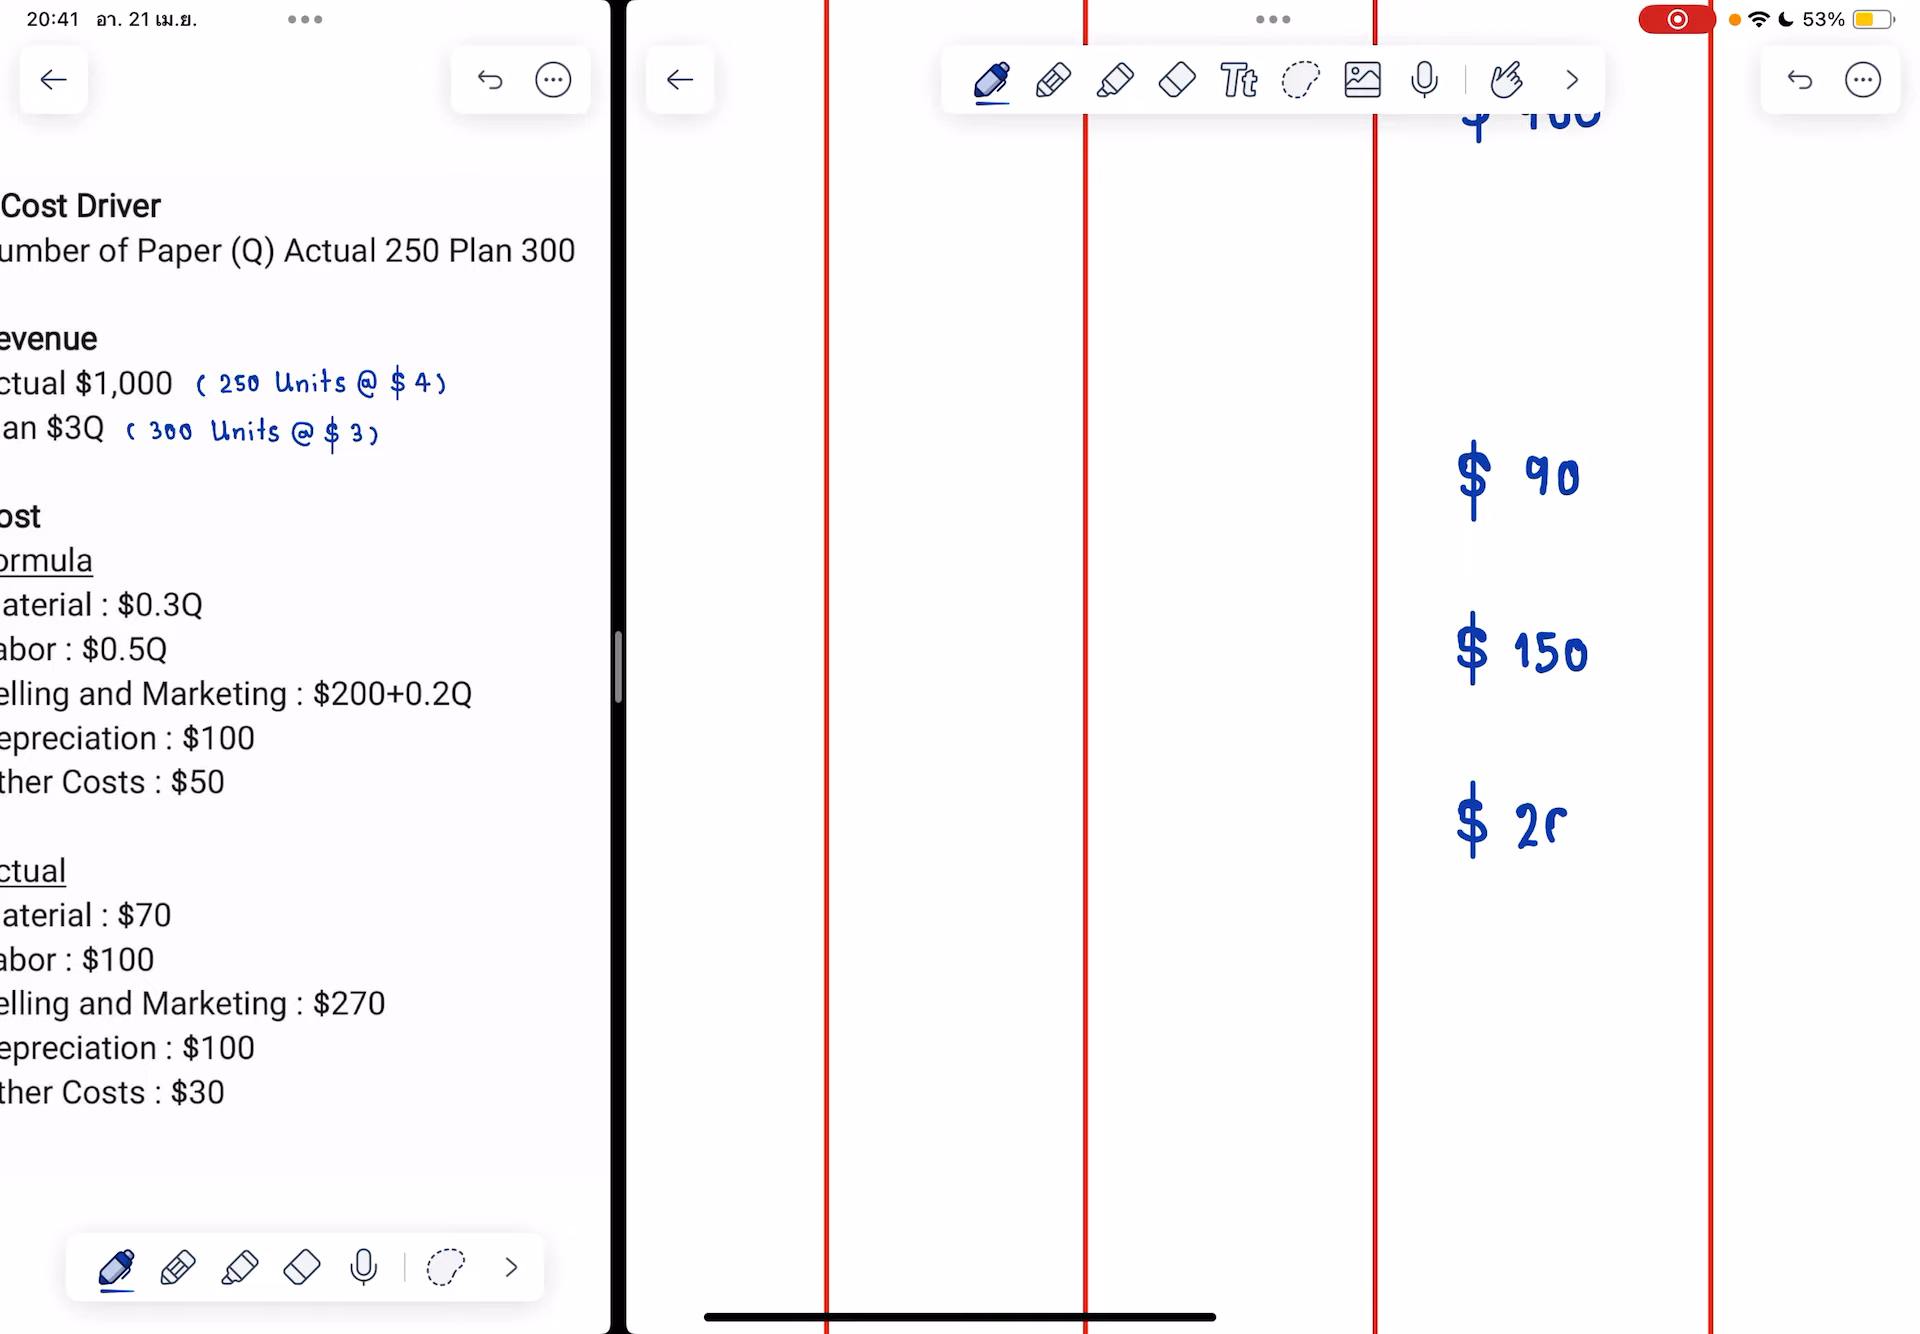 20:41 อา. 21 เม.ย.
53%
Cost Driver
umber of Paper (Q) Actual 250 Plan 300
evenue
ctual $1,000 ( 250 Units @ $ 4 )
an $3Q ( 300 Units @ $ 3 )
ost
ormula
aterial : $0.3Q
abor : $0.5Q
elling and Marketing : $200+0.2Q
epreciation : $100
ther Costs : $50
ctual
aterial : $70
abor : $100
elling and Marketing : $270
epreciation : $100
ther Costs : $30
Tt
$ 90
$ 150
$ 2